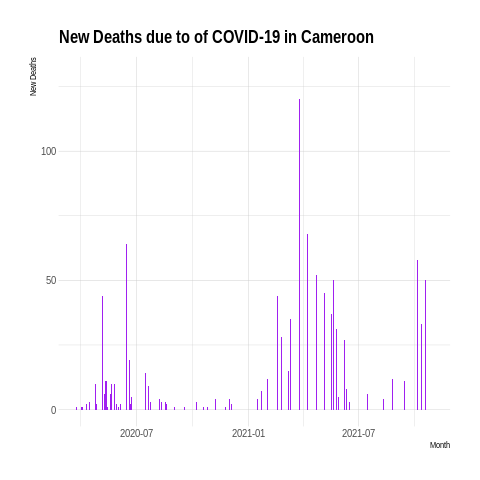 New Deaths due to of COVID-19 in Cameroon
New Deaths
100
50
0
2020-07
2021-01
2021-07
Month